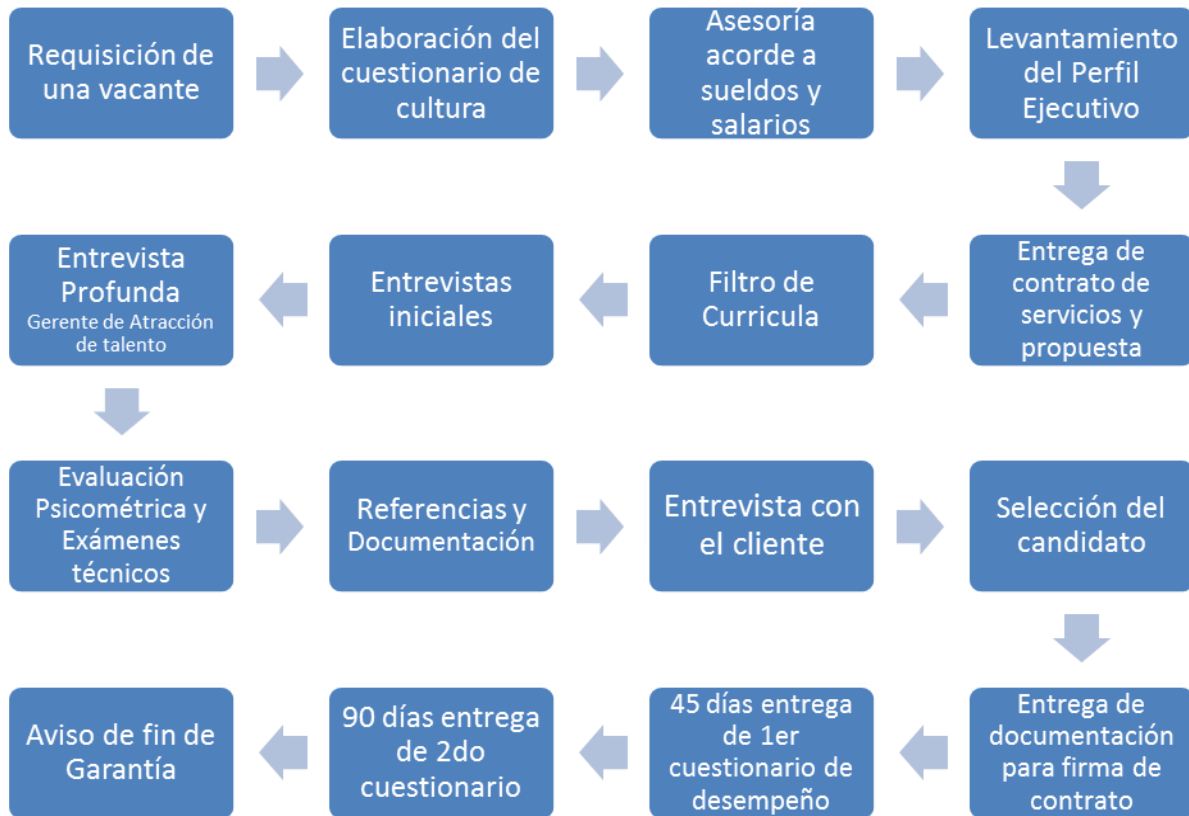 Requisición de
una vacante
Elaboración del
cuestionario de
cultura
Asesoría
acorde a
sueldos y
salarios
Levantamiento
del Perfil
Ejecutivo
Entrega de
contrato de
servicios y
propuesta
Filtro de
Curricula
Entrevistas
iniciales
Entrevista
Profunda
Gerente de Atracción
de talento
Evaluación
Psicométrica y
Exámenes
técnicos
Referencias y
Documentación
Entrevista con
el cliente
Selección del
candidato
Entrega de
documentación
para firma de
contrato
45 días entrega
de 1er
cuestionario de
desempeño
90 días entrega
de 2do
cuestionario
Aviso de fin de
Garantía